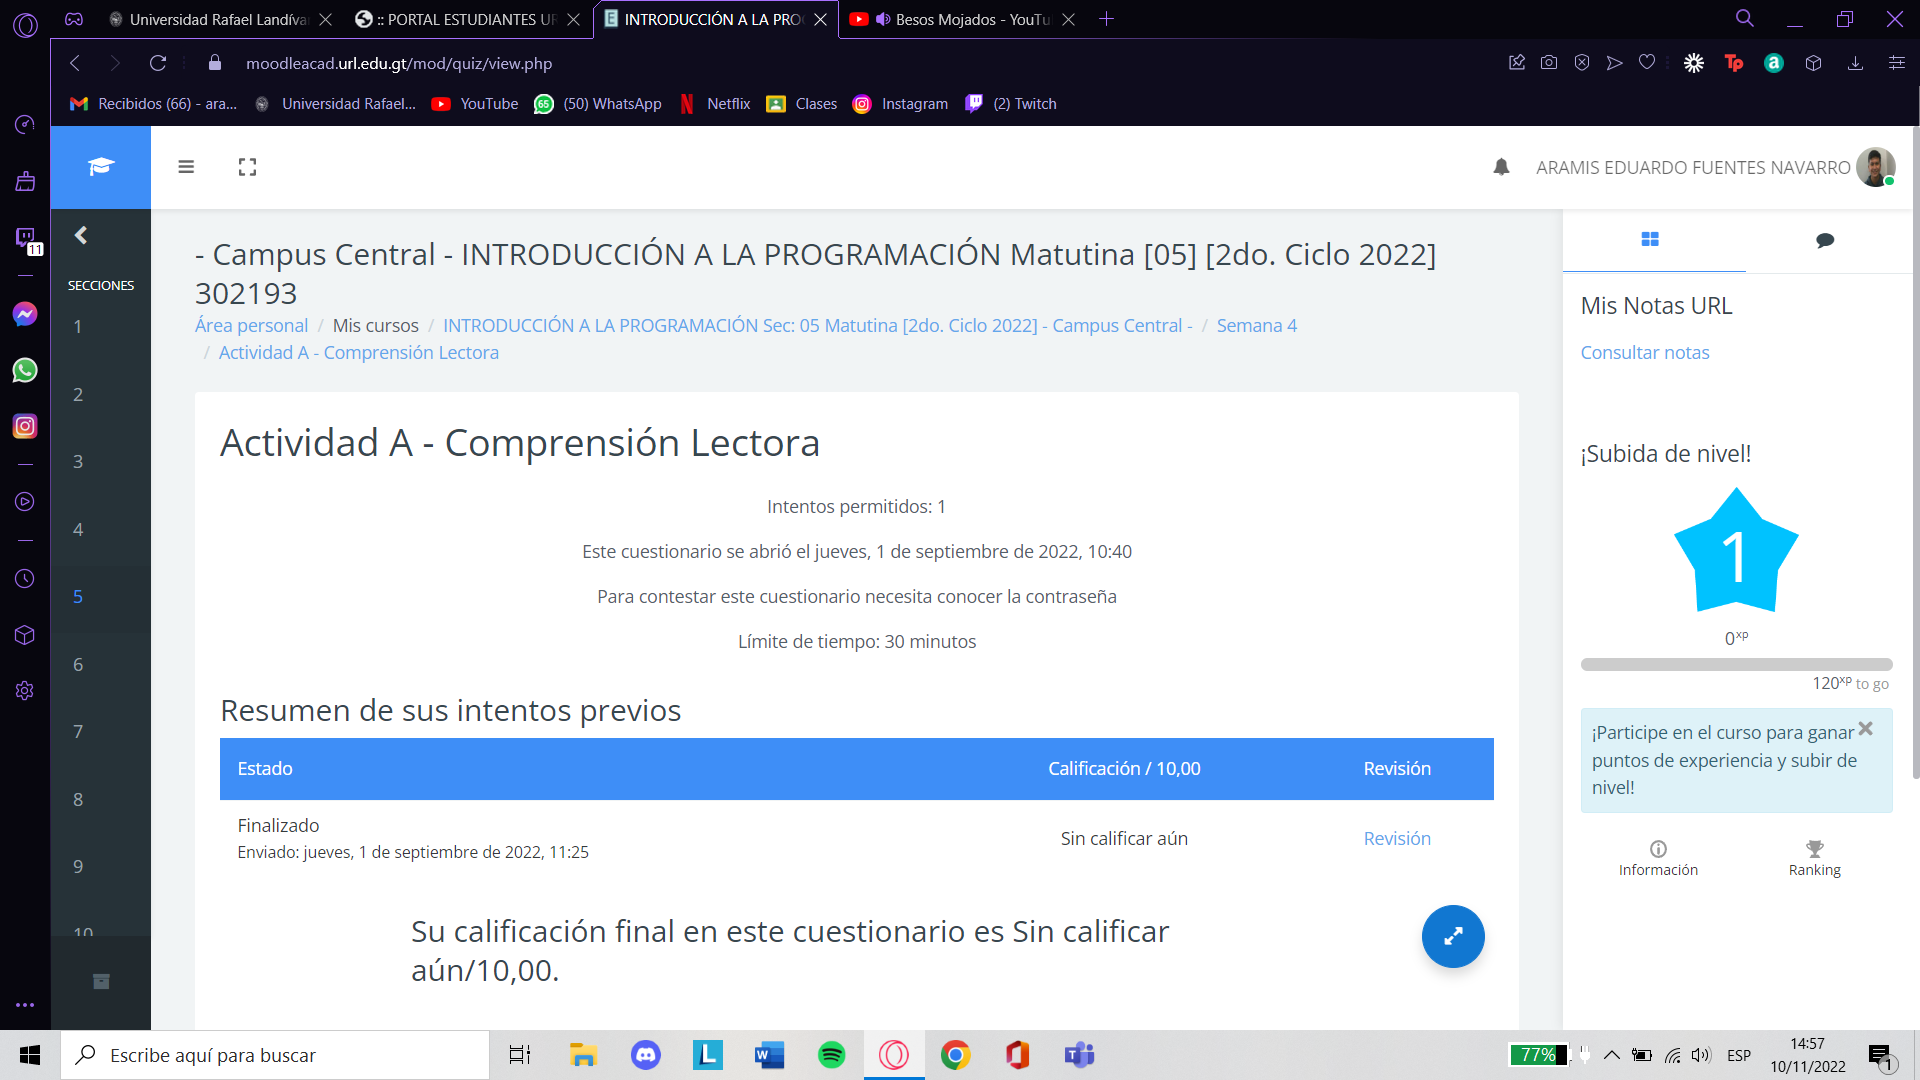 Universidad Rafael Landíva
:: PORTAL ESTUDIANTES UR
INTRODUCCIÓN A LA PRO
Besos Mojados - YouTu
moodleacad.url.edu.gt/mod/quiz/view.php
Recibidos (66) - ara...
Universidad Rafael...
YouTube
(50) WhatsApp
Netflix
Clases
Instagram
(2) Twitch
ARAMIS EDUARDO FUENTES NAVARRO
11
SECCIONES
1
2
3
4
5
6
7
8
9
10
- Campus Central - INTRODUCCIÓN A LA PROGRAMACIÓN Matutina [05] [2do. Ciclo 2022]
302193
Área personal / Mis cursos / INTRODUCCIÓN A LA PROGRAMACIÓN Sec: 05 Matutina [2do. Ciclo 2022] - Campus Central - / Semana 4
/ Actividad A - Comprensión Lectora
Actividad A - Comprensión Lectora
Intentos permitidos: 1
Este cuestionario se abrió el jueves, 1 de septiembre de 2022, 10:40
Para contestar este cuestionario necesita conocer la contraseña
Límite de tiempo: 30 minutos
Resumen de sus intentos previos
Estado Calificación / 10,00 Revisión
Finalizado
Enviado: jueves, 1 de septiembre de 2022, 11:25
Sin calificar aún
Revisión
Su calificación final en este cuestionario es Sin calificar
aún/10,00.
Mis Notas URL
Consultar notas
¡Subida de nivel!
1
0xp
120xp to go
¡Participe en el curso para ganar
puntos de experiencia y subir de
nivel!
Información
Ranking
Escribe aquí para buscar
77%
ESP
14:57
10/11/2022
1